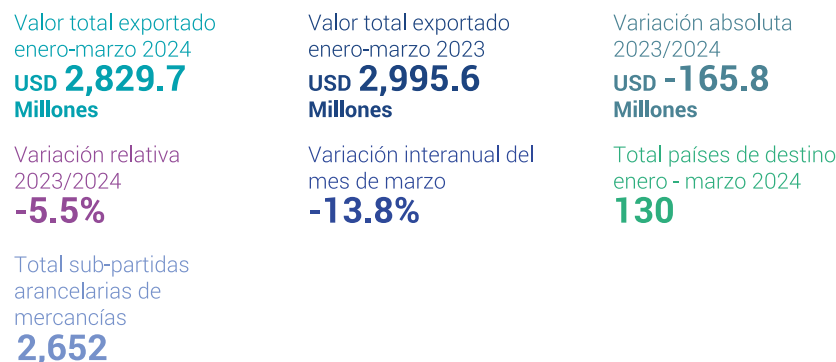 Valor total exportado
enero-marzo 2024
USD 2,829.7
Millones
Valor total exportado
enero-marzo 2023
USD 2,995.6
Millones
Variación absoluta
2023/2024
USD -165.8
Millones
Variación relativa
2023/2024
-5.5%
Variación interanual del
mes de marzo
-13.8%
Total países de destino
enero - marzo 2024
130
Total sub-partidas
arancelarias de
mercancías
2,652